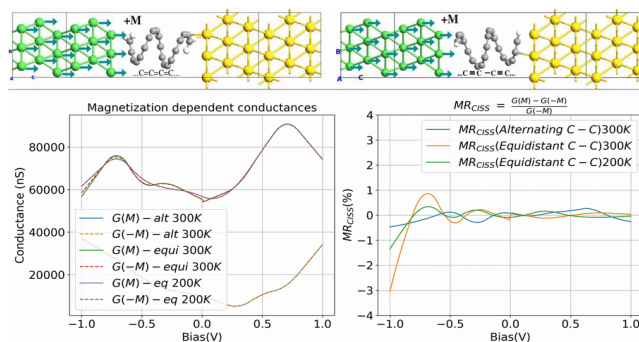 +M
...C=C=C=C...
B
A C
+M
...C≡C −C≡C...
B
C
Magnetization dependent conductances
Conductance (nS)
80000
60000
40000
20000
G(M) − alt 300K
G(−M) − alt 300K
G(M) − equi 300K
G(−M) − equi 300K
G(M) − eq 200K
G(−M) − eq 200K
−1.0 −0.5 0.0 0.5 1.0
Bias(V)
MR_CISS = G(M)−G(−M)/G(−M)
MR_CISS(%)
4
3
2
1
0
−1
−2
−3
−4
MR_CISS(Alternating C − C)300K
MR_CISS(Equidistant C − C)300K
MR_CISS(Equidistant C − C)200K
−1.0 −0.5 0.0 0.5 1.0
Bias(V)